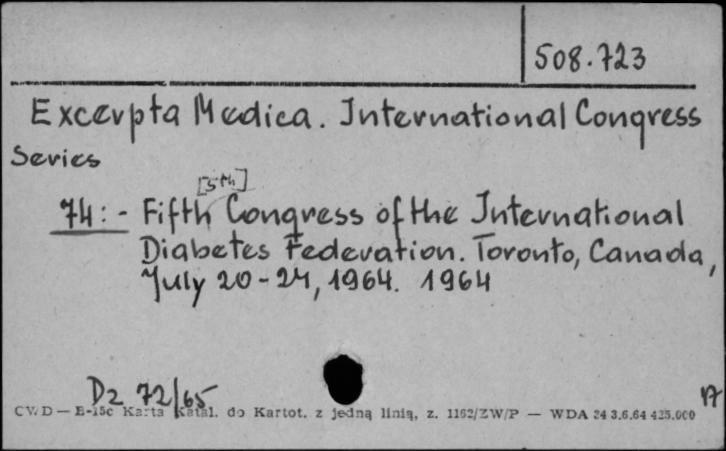 508.723
Excerpta Medica. International Congress
Series
[5th]
74: - Fifth Congress of the International
Diabetes Federation. Toronto, Canada,
July 20-24, 1964. 1964
Dz 72/65
CWD — E-15c Karta Katal. do Kartot. z jedną linią, z. 1162/ZW/P — WDA 24 3.6.64 425.000